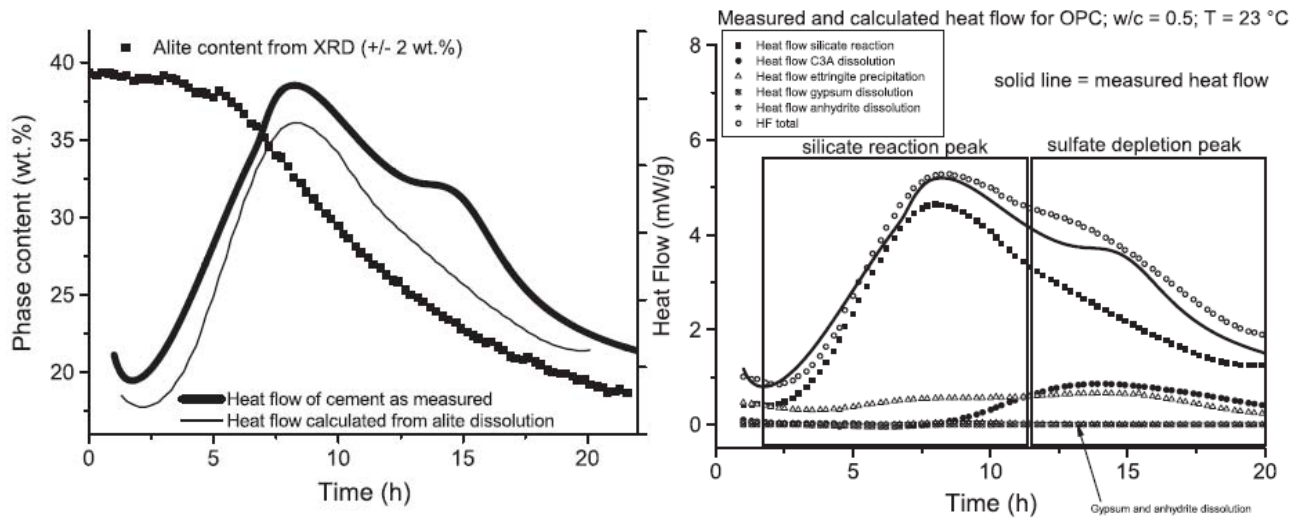 Alite content from XRD (+/- 2 wt.%)
Phase content (wt.%)
40
35
30
25
20
Heat flow of cement as measured
Heat flow calculated from alite dissolution
0
5
10
15
20
Time (h)
Measured and calculated heat flow for OPC; w/c = 0.5; T = 23 °C
Heat Flow (mW/g)
8
6
4
2
0
Heat flow silicate reaction
Heat flow C3A dissolution
Heat flow ettringite precipitation
Heat flow gypsum dissolution
Heat flow anhydrite dissolution
HF total
solid line = measured heat flow
silicate reaction peak
sulfate depletion peak
0
5
10
15
20
Time (h)
Gypsum and anhydrite dissolution